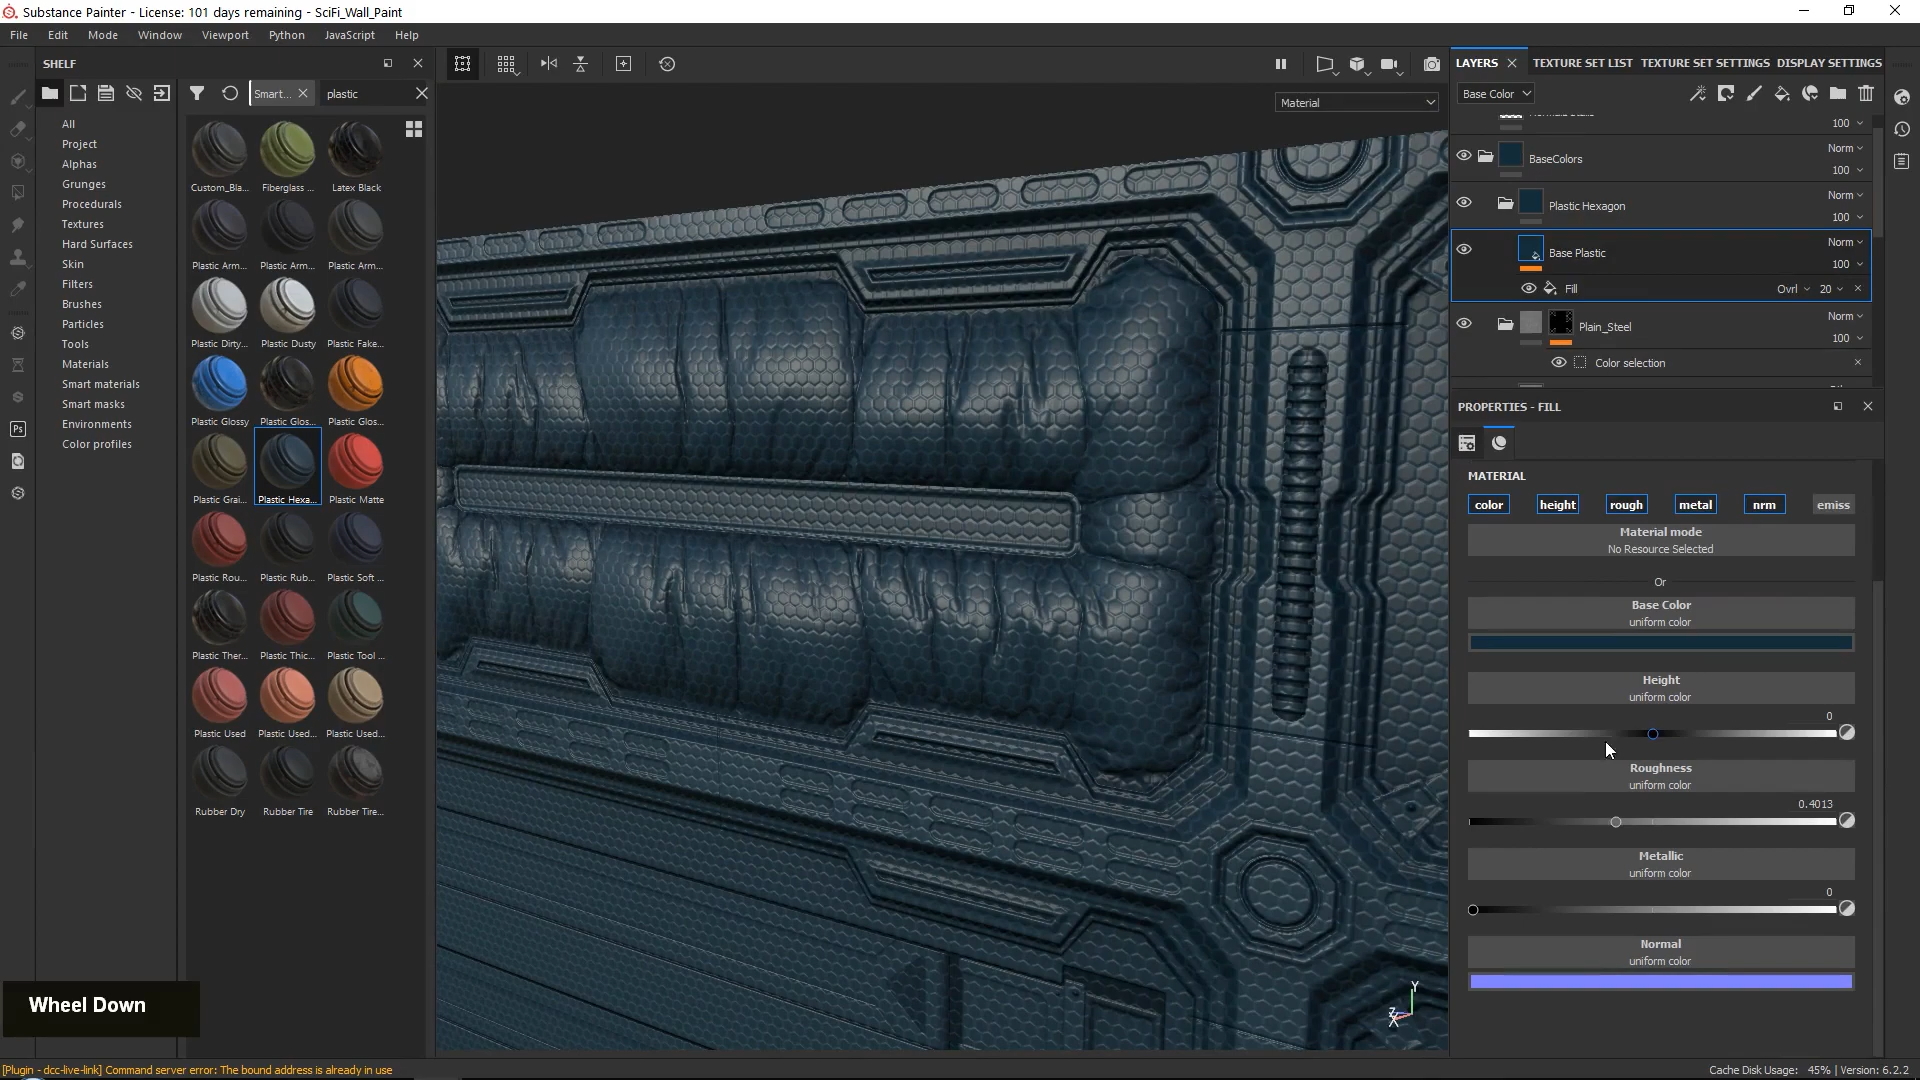 Substance Painter - License: 101 days remaining - SciFi_Wall_Paint
File Edit Mode Window Viewport Python JavaScript Help
SHELF
Smart... plastic
All
Project
Alphas
Grunges
Procedurals
Textures
Hard Surfaces
Skin
Filters
Brushes
Particles
Tools
Materials
Smart materials
Smart masks
Environments
Color profiles
Ps
Custom_Bla... Fiberglass ... Latex Black
Plastic Arm... Plastic Arm... Plastic Arm...
Plastic Dirty... Plastic Dusty Plastic Fake...
Plastic Glossy Plastic Glos... Plastic Glos...
Plastic Grai... Plastic Hexa... Plastic Matte
Plastic Rou... Plastic Rub... Plastic Soft ...
Plastic Ther... Plastic Thic... Plastic Tool ...
Plastic Used Plastic Used... Plastic Used...
Rubber Dry Rubber Tire Rubber Tire...
Material
Y
Z
X
LAYERS TEXTURE SET LIST TEXTURE SET SETTINGS DISPLAY SETTINGS
Base Color
100
BaseColors Norm
100
Plastic Hexagon Norm
100
Base Plastic Norm
100
Fill Ovrl 20
Plain_Steel Norm
100
Color selection
PROPERTIES - FILL
MATERIAL
color height rough metal nrm emiss
Material mode
No Resource Selected
Or
Base Color
uniform color
Height
uniform color
0
Roughness
uniform color
0.4013
Metallic
uniform color
0
Normal
uniform color
Wheel Down
[Plugin - dcc-live-link] Command server error: The bound address is already in use
Cache Disk Usage: 45% | Version: 6.2.2